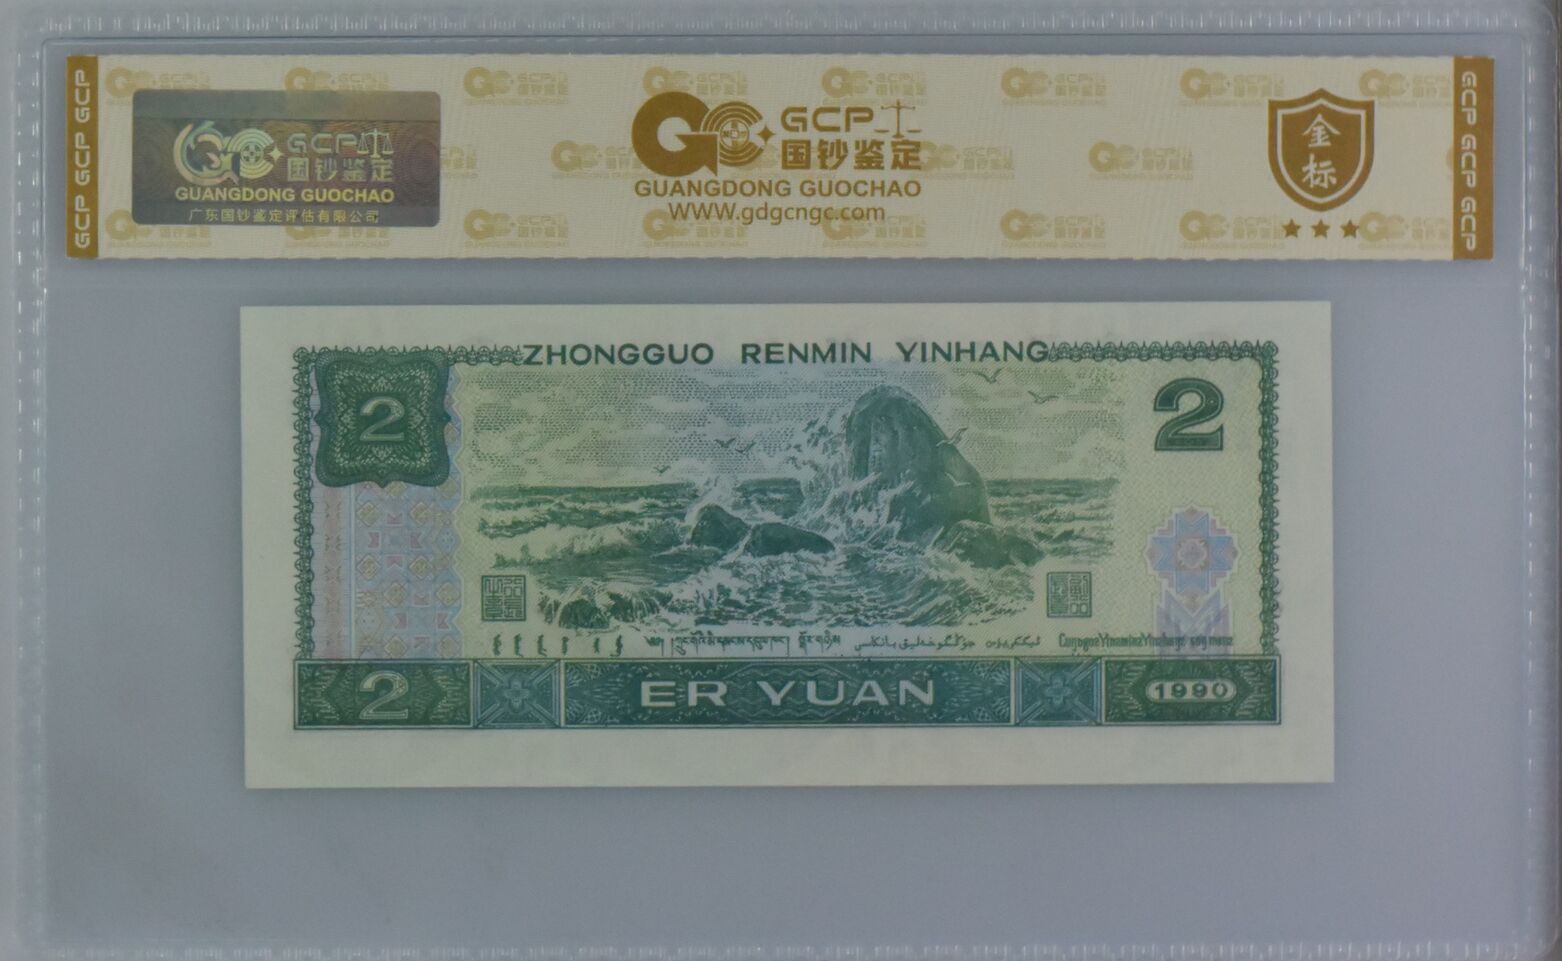 GCP GCP GCP
GCP
国钞鉴定
GUANGDONG GUOCHAO
广东国钞鉴定评估有限公司
GCP
国钞鉴定
GUANGDONG GUOCHAO
WWW.gdgcngc.com
金标
GCP GCP GCP
ZHONGGUO RENMIN YINHANG
2
2
2
ER YUAN
1990